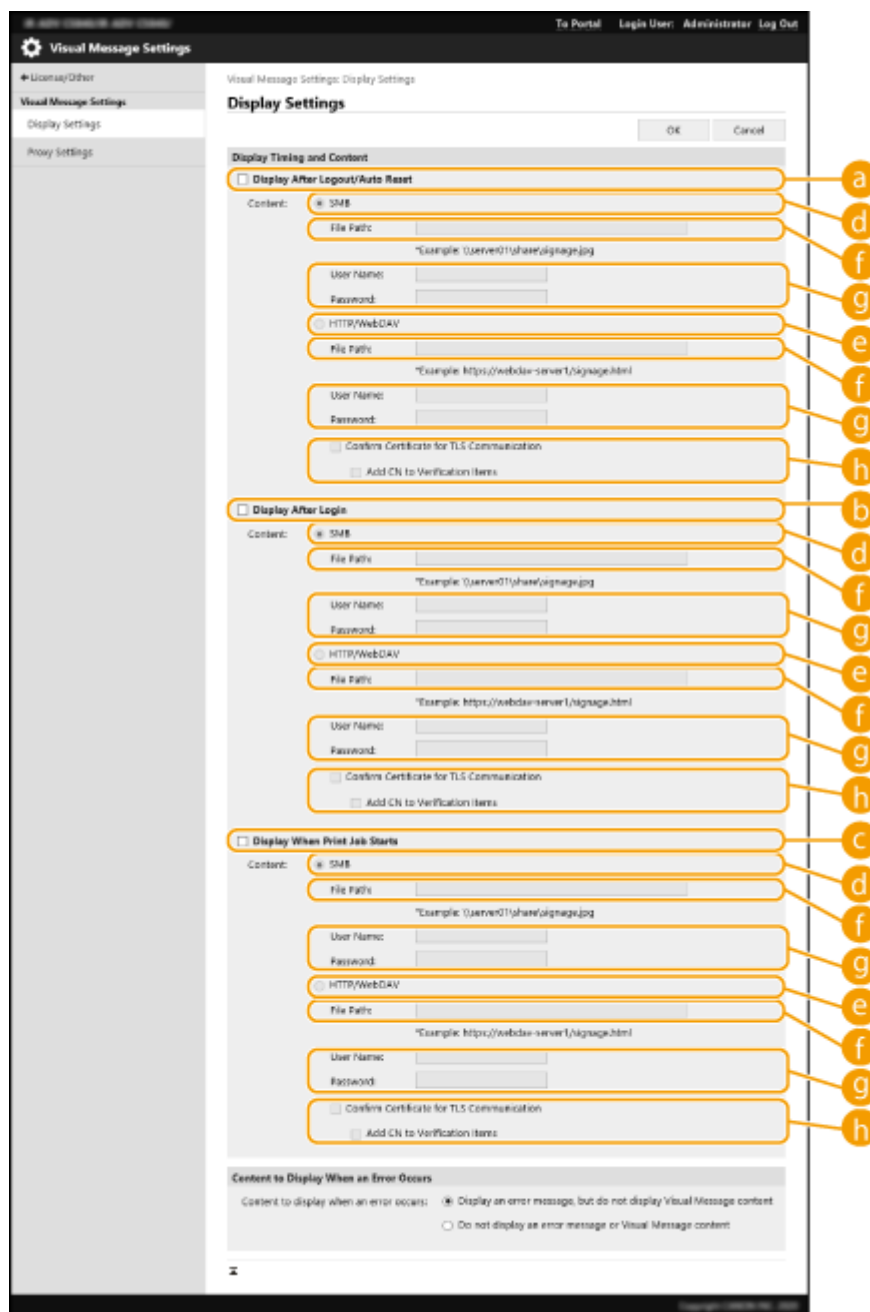 To Portal Login User: Administrator Log Out
Visual Message Settings
License/Other
Visual Message Settings
Display Settings
Proxy Settings
Visual Message Settings: Display Settings
Display Settings
OK Cancel
Display Timing and Content
Display After Logout/Auto Reset
a
Content: SMB
d
File Path:
f
*Example: \\server01\share\signage.jpg
User Name:
Password:
g
HTTP/WebDAV
e
File Path:
f
*Example: https://webdav-server1/signage.html
User Name:
Password:
g
Confirm Certificate for TLS Communication
Add CN to Verification Items
h
Display After Login
b
Content: SMB
d
File Path:
f
*Example: \\server01\share\signage.jpg
User Name:
Password:
g
HTTP/WebDAV
e
File Path:
f
*Example: https://webdav-server1/signage.html
User Name:
Password:
g
Confirm Certificate for TLS Communication
Add CN to Verification Items
h
Display When Print Job Starts
c
Content: SMB
d
File Path:
f
*Example: \\server01\share\signage.jpg
User Name:
Password:
g
HTTP/WebDAV
e
File Path:
f
*Example: https://webdav-server1/signage.html
User Name:
Password:
g
Confirm Certificate for TLS Communication
Add CN to Verification Items
h
Content to Display When an Error Occurs
Content to display when an error occurs: Display an error message, but do not display Visual Message content
Do not display an error message or Visual Message content